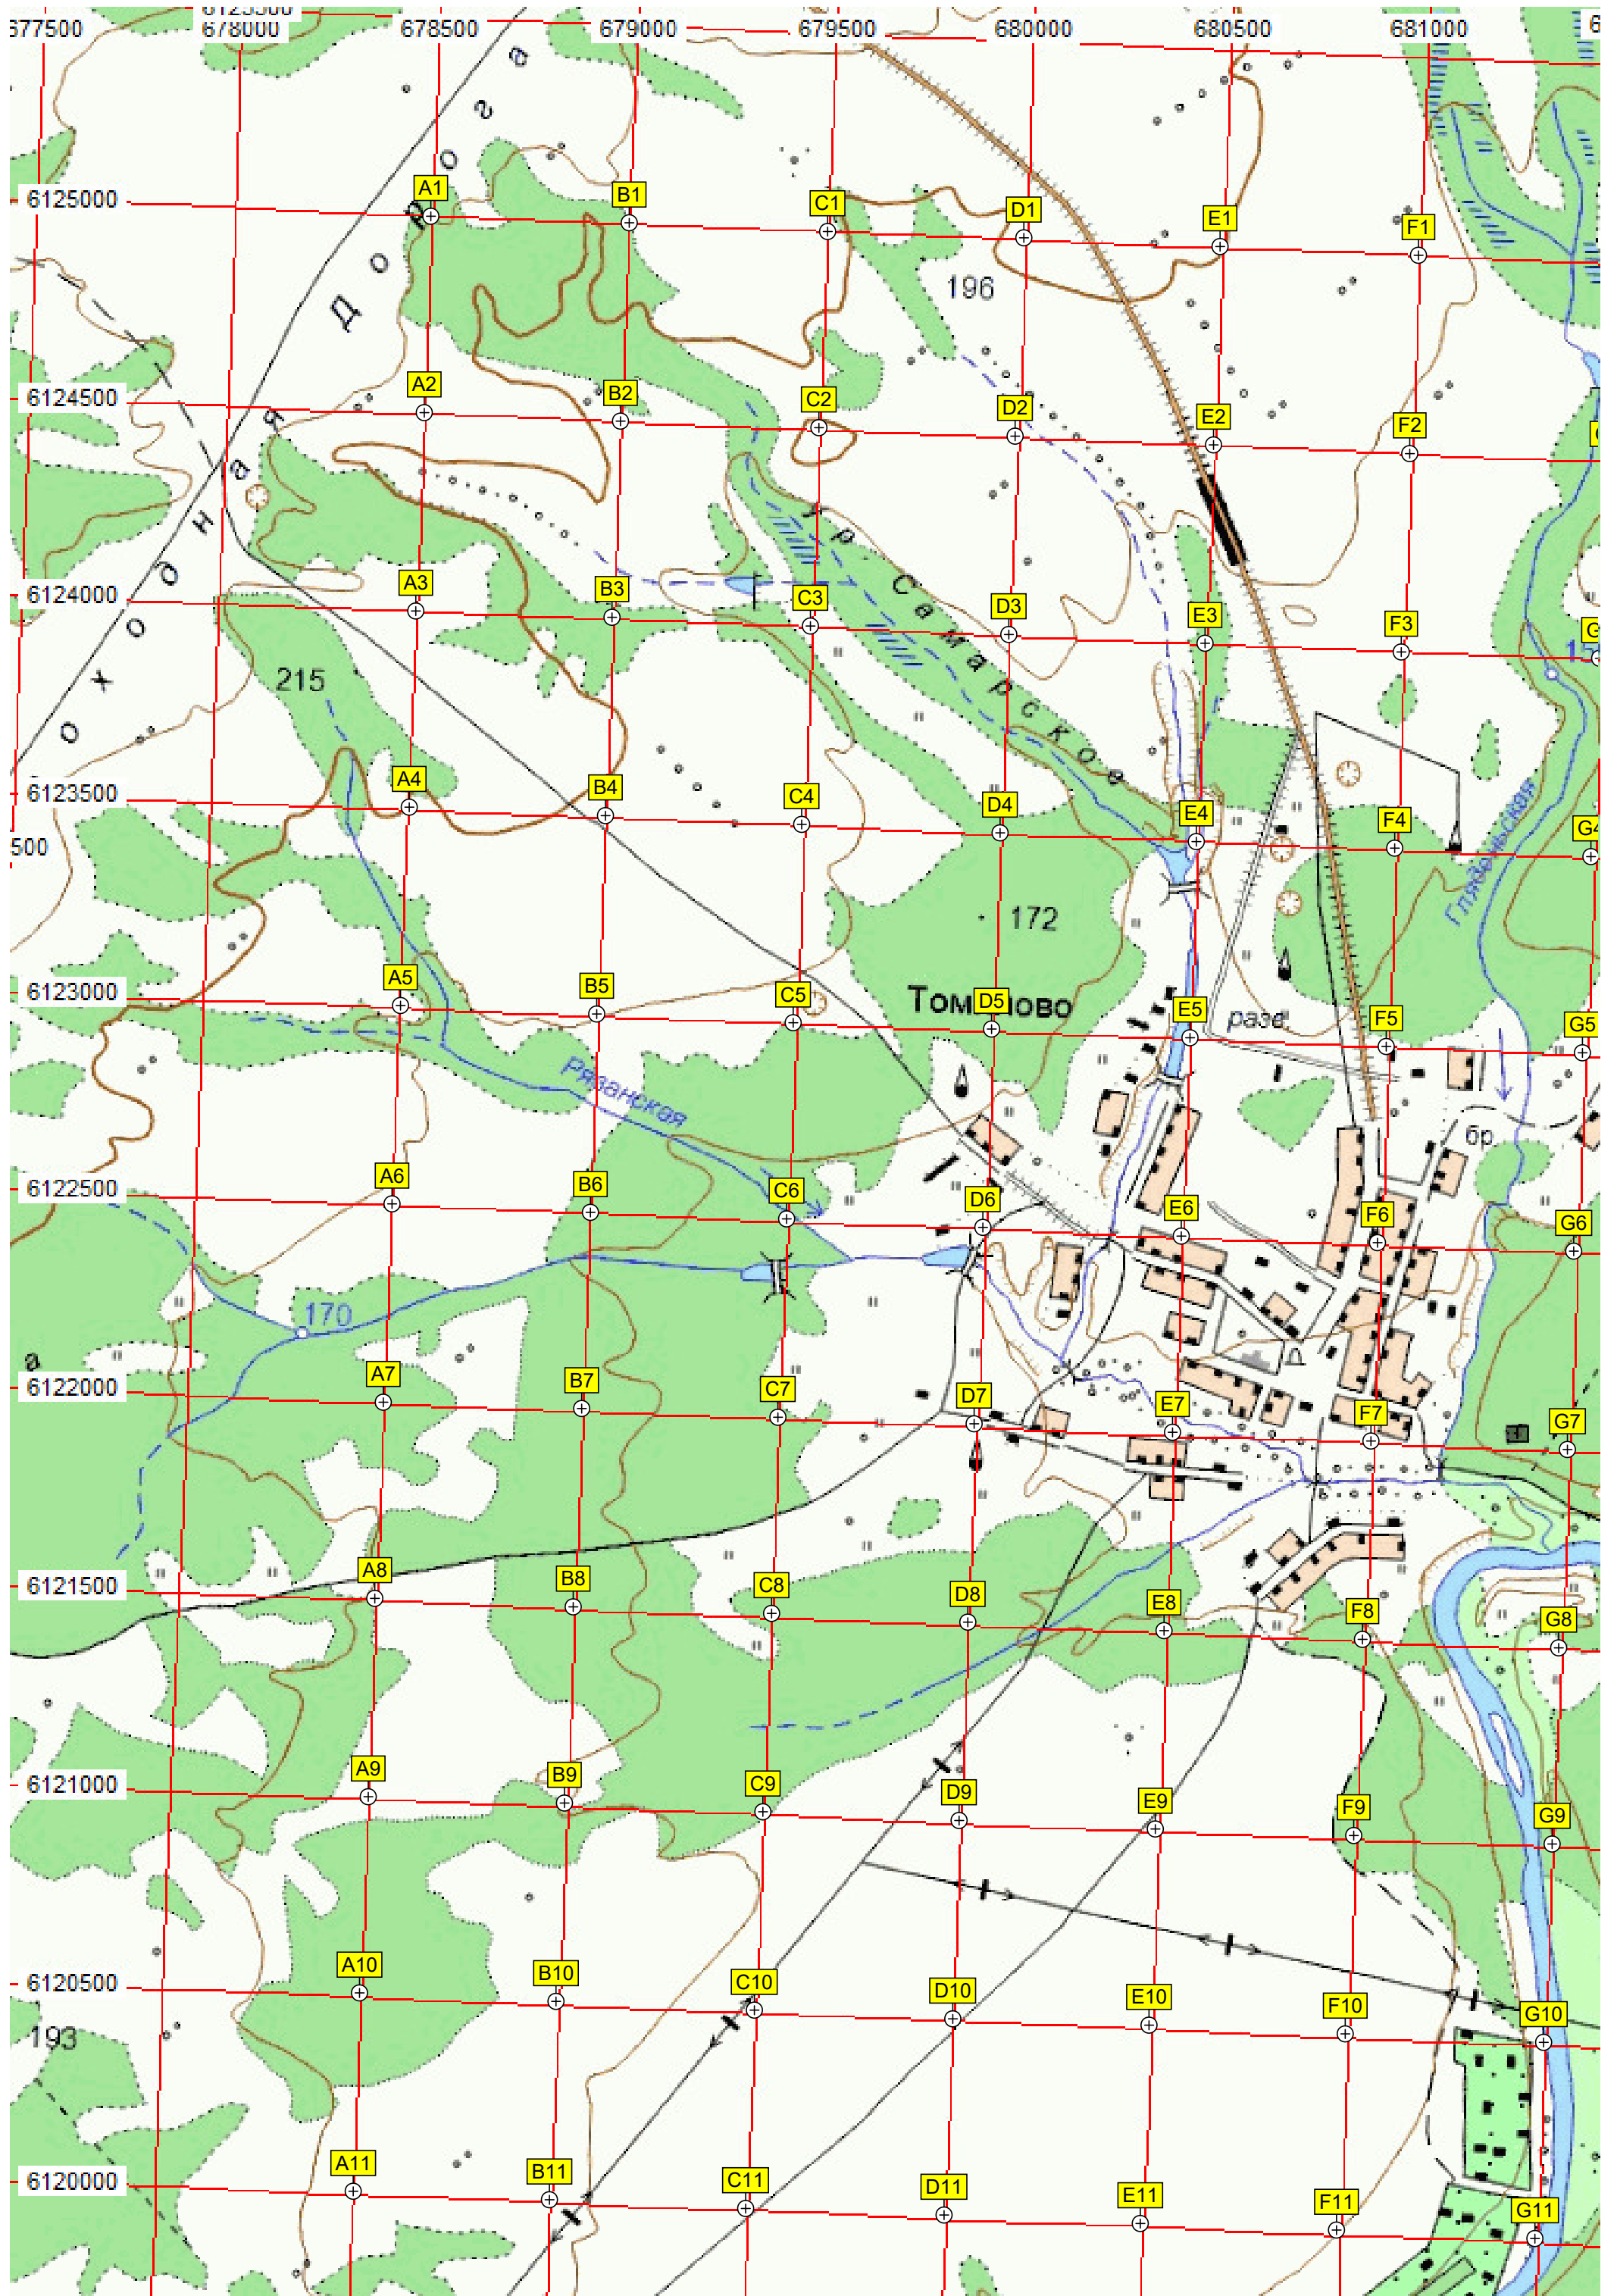 6125500
677500 678000 678500 679000 679500 680000 680500 681000
Доходная Дорога
6125000 A1 B1 C1 D1 E1 F1
196
6124500 A2 B2 C2 D2 E2 F2
Ур Самарское
6124000 A3 B3 C3 D3 E3 F3
215
6123500 A4 B4 C4 D4 E4 F4 G4
500
Глядовльская
172
6123000 A5 B5 C5 D5 E5 F5 G5
разе
Рязанская
бр
6122500 A6 B6 C6 D6 E6 F6 G6
170
а
6122000 A7 B7 C7 D7 E7 F7 G7
6121500 A8 B8 C8 D8 E8 F8 G8
6121000 A9 B9 C9 D9 E9 F9 G9
6120500 A10 B10 C10 D10 E10 F10 G10
193
6120000 A11 B11 C11 D11 E11 F11 G11